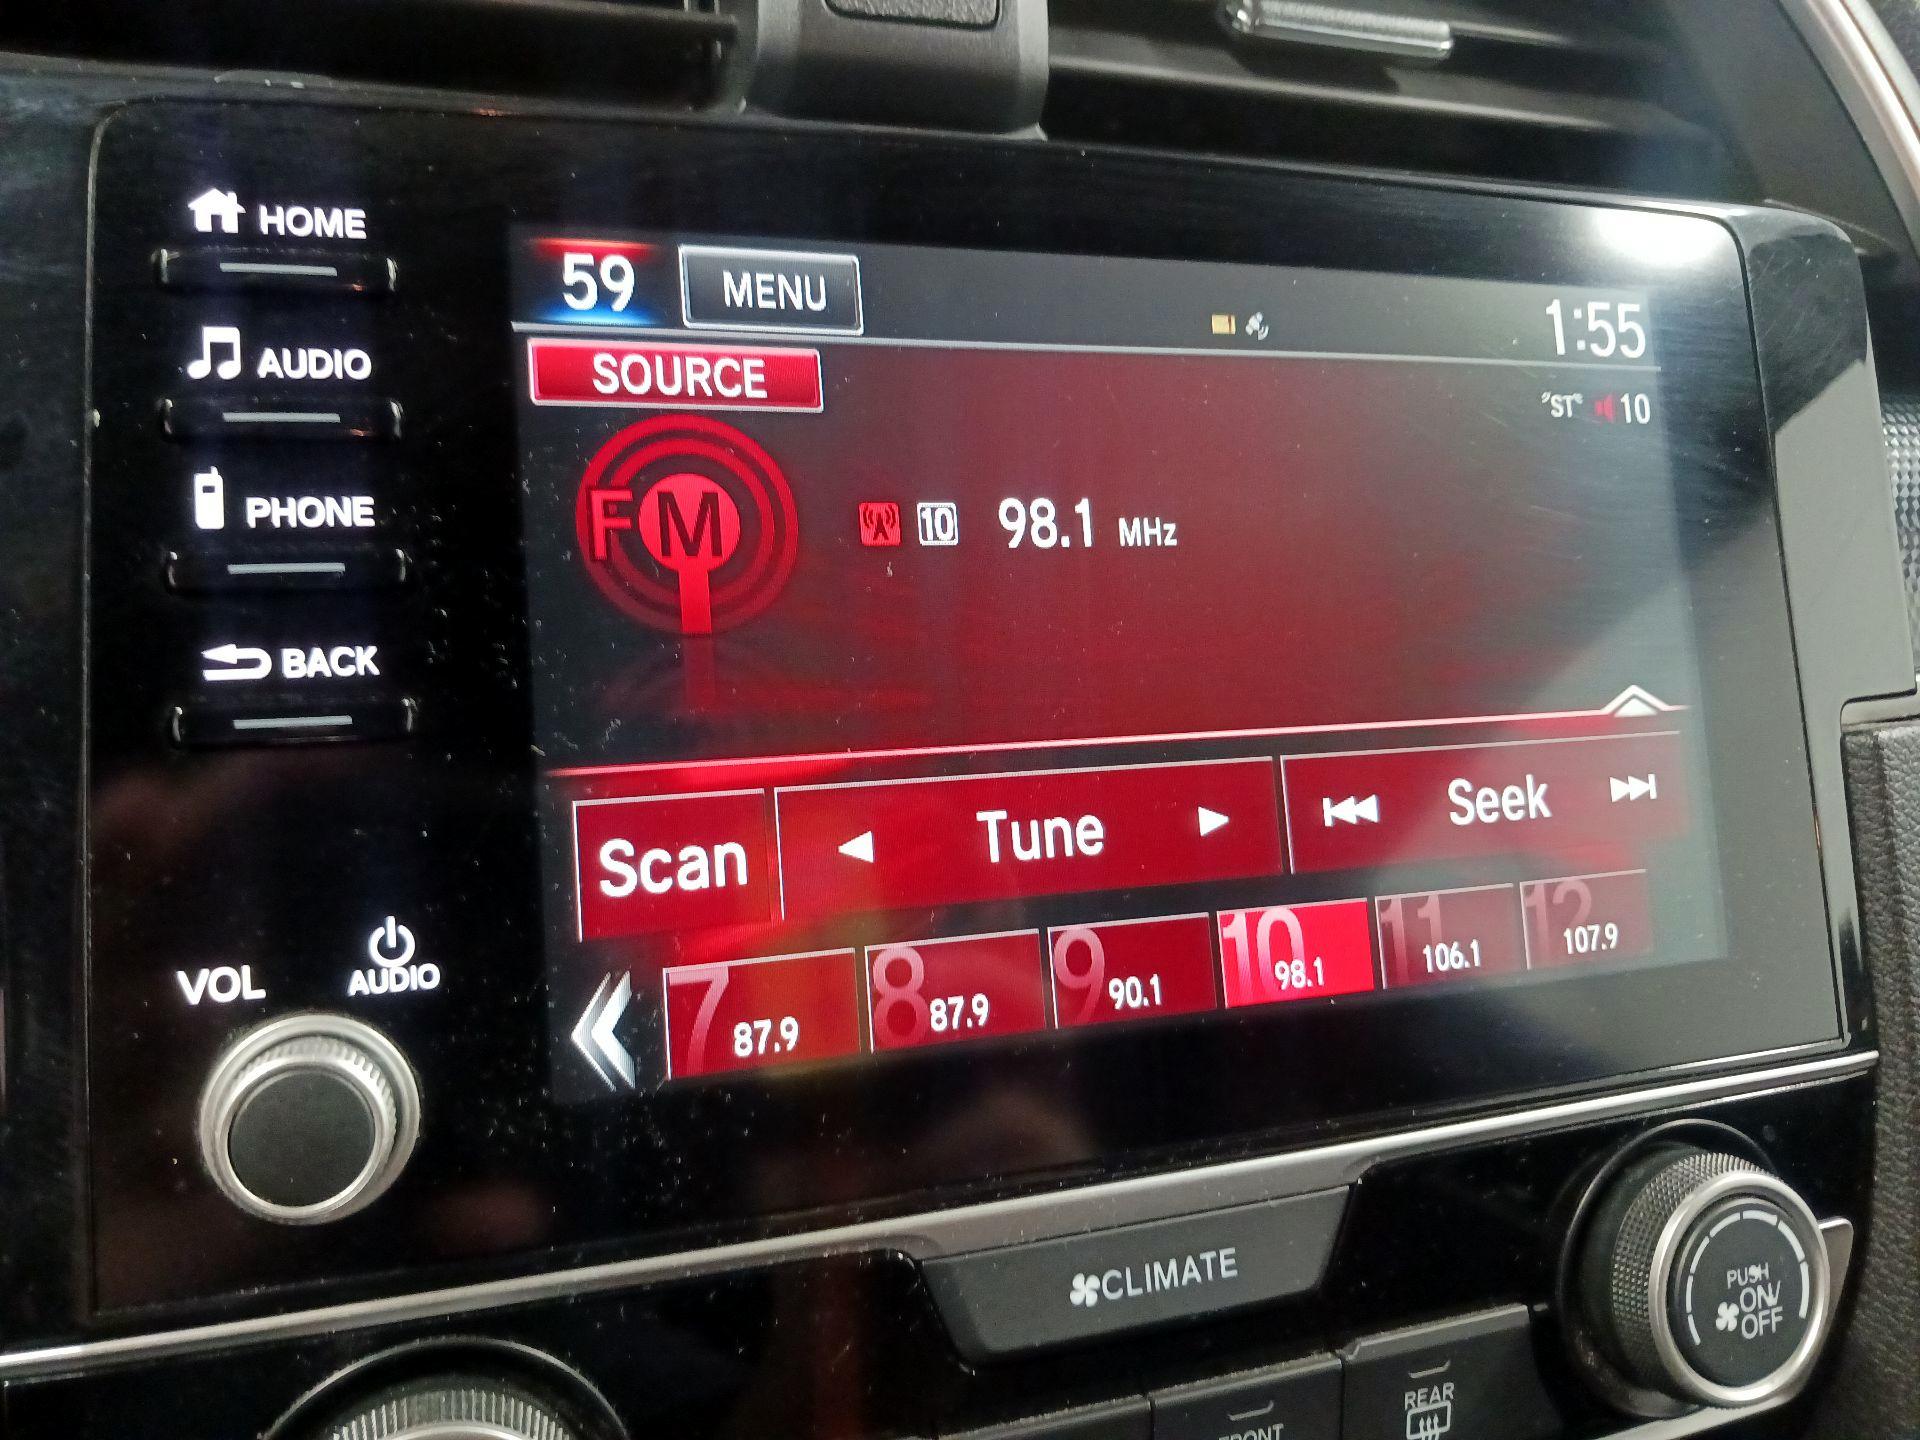 HOME
AUDIO
PHONE
BACK
VOL
AUDIO
59
MENU
1:55
SOURCE
"ST" 10
FM
10 98.1 MHz
Scan
Tune
Seek
7 87.9
8 87.9
9 90.1
10 98.1
11 106.1
12 107.9
CLIMATE
PUSH
ON/
OFF
FRONT
REAR